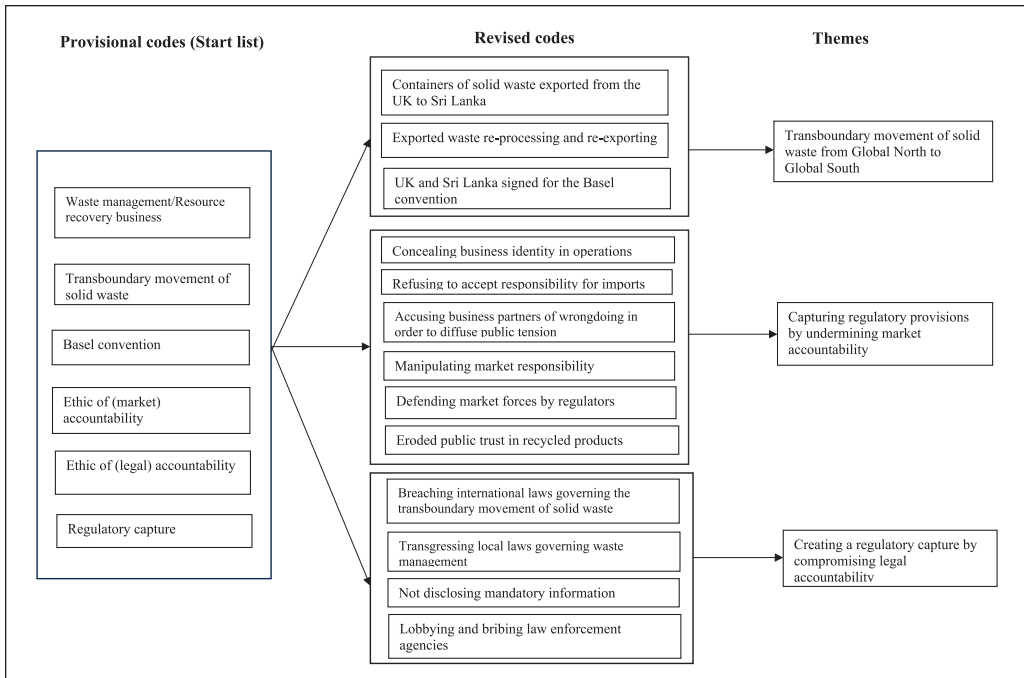 Provisional codes (Start list)
Waste management/Resource
recovery business
Transboundary movement of
solid waste
Basel convention
Ethic of (market)
accountability
Ethic of (legal) accountability
Regulatory capture
Revised codes
Containers of solid waste exported from the
UK to Sri Lanka
Exported waste re-processing and re-exporting
UK and Sri Lanka signed for the Basel
convention
Concealing business identity in operations
Refusing to accept responsibility for imports
Accusing business partners of wrongdoing in
order to diffuse public tension
Manipulating market responsibility
Defending market forces by regulators
Eroded public trust in recycled products
Breaching international laws governing the
transboundary movement of solid waste
Transgressing local laws governing waste
management
Not disclosing mandatory information
Lobbying and bribing law enforcement
agencies
Themes
Transboundary movement of solid
waste from Global North to
Global South
Capturing regulatory provisions
by undermining market
accountability
Creating a regulatory capture by
compromising legal
accountability